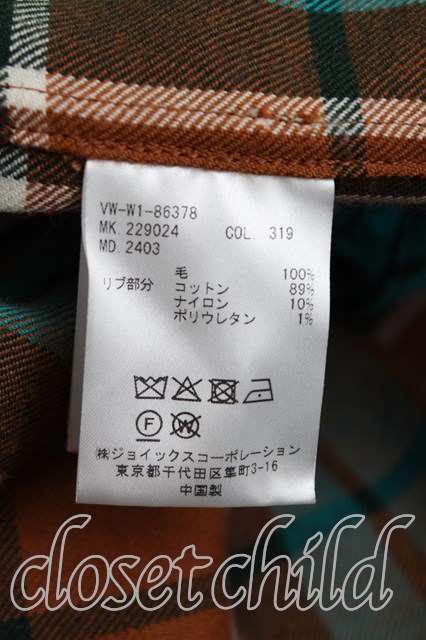 VW-W1-86378
MK. 229024 COL. 319
MD. 2403
毛 100%
リブ部分 コットン 89%
ナイロン 10%
ポリウレタン 1%
F W
㈱ジョイックスコーポレーション
東京都千代田区隼町3-16
中国製
closet child